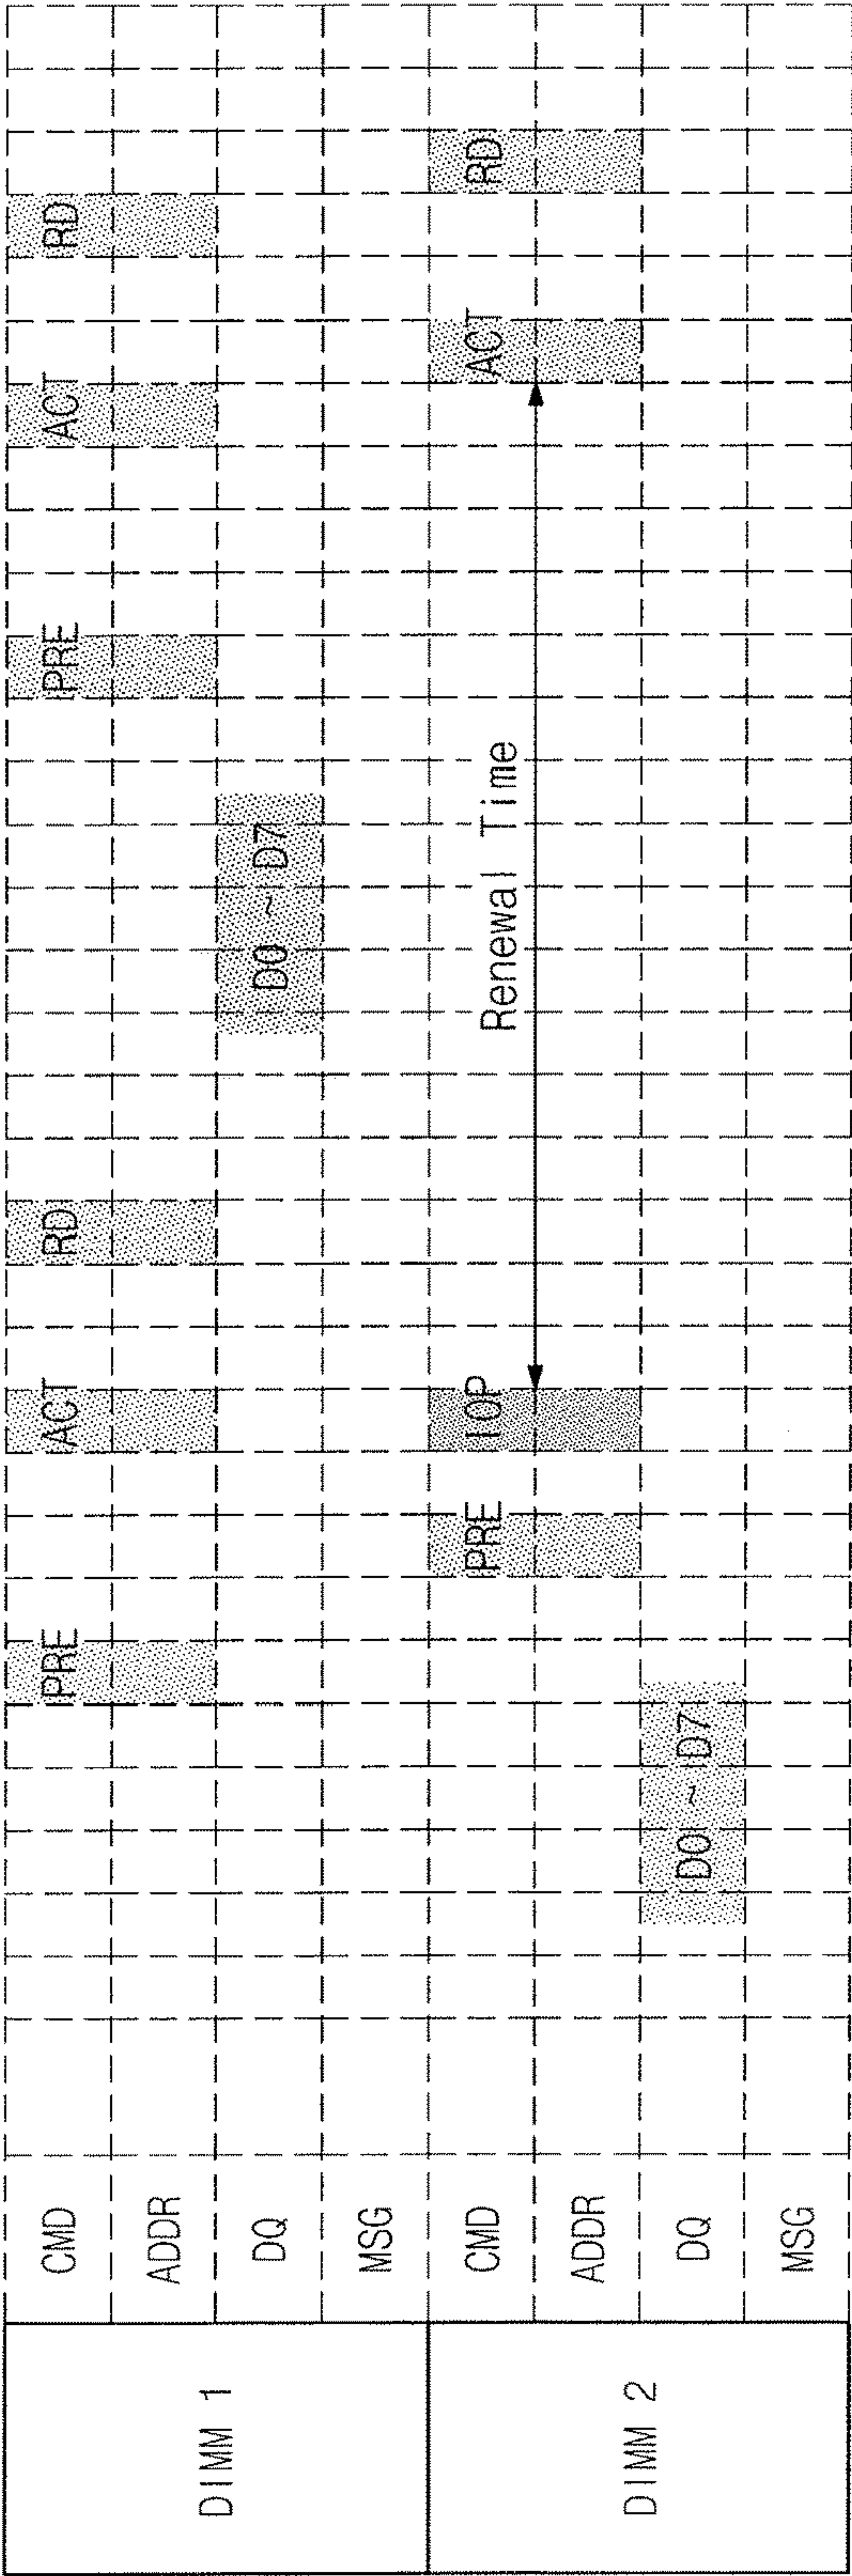 DIMM 1
CMD PRE ACT RD PRE ACT RD
ADDR
DQ D0 ~ D7
MSG
DIMM 2
CMD PRE IOP Renewal Time ACT RD
ADDR
DQ D0 ~ D7
MSG